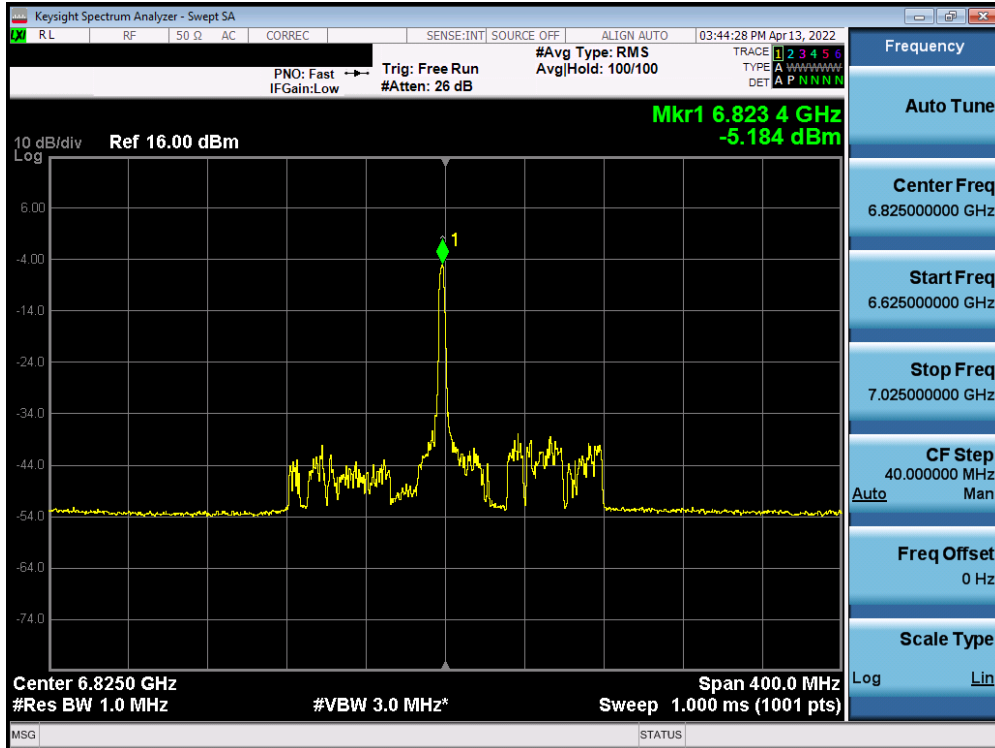 LXI Keysight Spectrum Analyzer - Swept SA
LXI RL RF 50 Ω AC CORREC SENSE:INT SOURCE OFF ALIGN AUTO 03:44:28 PM Apr 13, 2022
PNO: Fast
IFGain:Low
Trig: Free Run
#Atten: 26 dB
#Avg Type: RMS
Avg|Hold: 100/100
TRACE 1 2 3 4 5 6
TYPE A WWWWW
DET A P N N N N
Mkr1 6.823 4 GHz
-5.184 dBm
10 dB/div Ref 16.00 dBm
Log
1
6.00
-4.00
-14.0
-24.0
-34.0
-44.0
-54.0
-64.0
-74.0
Center 6.8250 GHz Span 400.0 MHz
#Res BW 1.0 MHz #VBW 3.0 MHz* Sweep 1.000 ms (1001 pts)
MSG STATUS
Frequency
Auto Tune
Center Freq
6.825000000 GHz
Start Freq
6.625000000 GHz
Stop Freq
7.025000000 GHz
CF Step
40.000000 MHz
Auto Man
Freq Offset
0 Hz
Scale Type
Log Lin